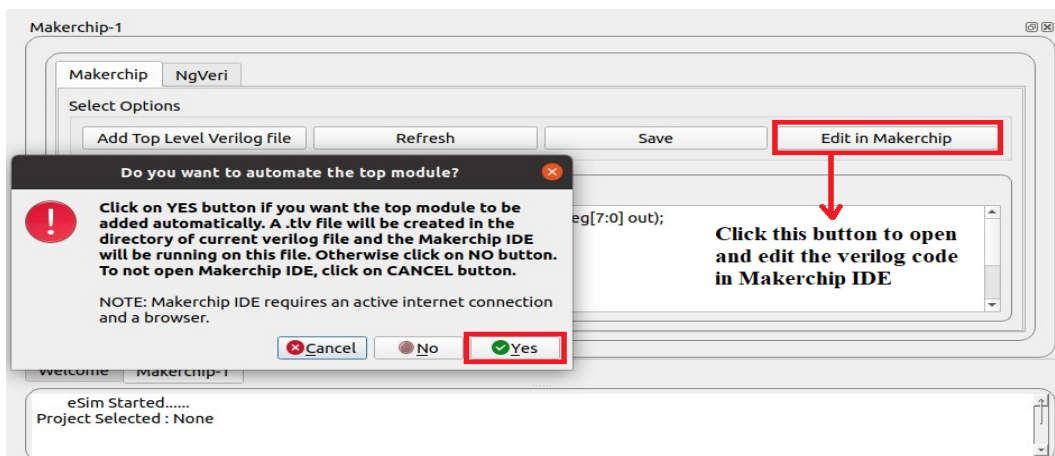 Makerchip-1
Makerchip NgVeri
Select Options
Add Top Level Verilog file Refresh Save Edit in Makerchip
Do you want to automate the top module?
Click on YES button if you want the top module to be
added automatically. A .tlv file will be created in the
directory of current verilog file and the Makerchip IDE
will be running on this file. Otherwise click on NO button.
To not open Makerchip IDE, click on CANCEL button.
NOTE: Makerchip IDE requires an active internet connection
and a browser.
Cancel No Yes
eg[7:0] out);
Click this button to open
and edit the verilog code
in Makerchip IDE
Welcome Makerchip-1
eSim Started......
Project Selected : None